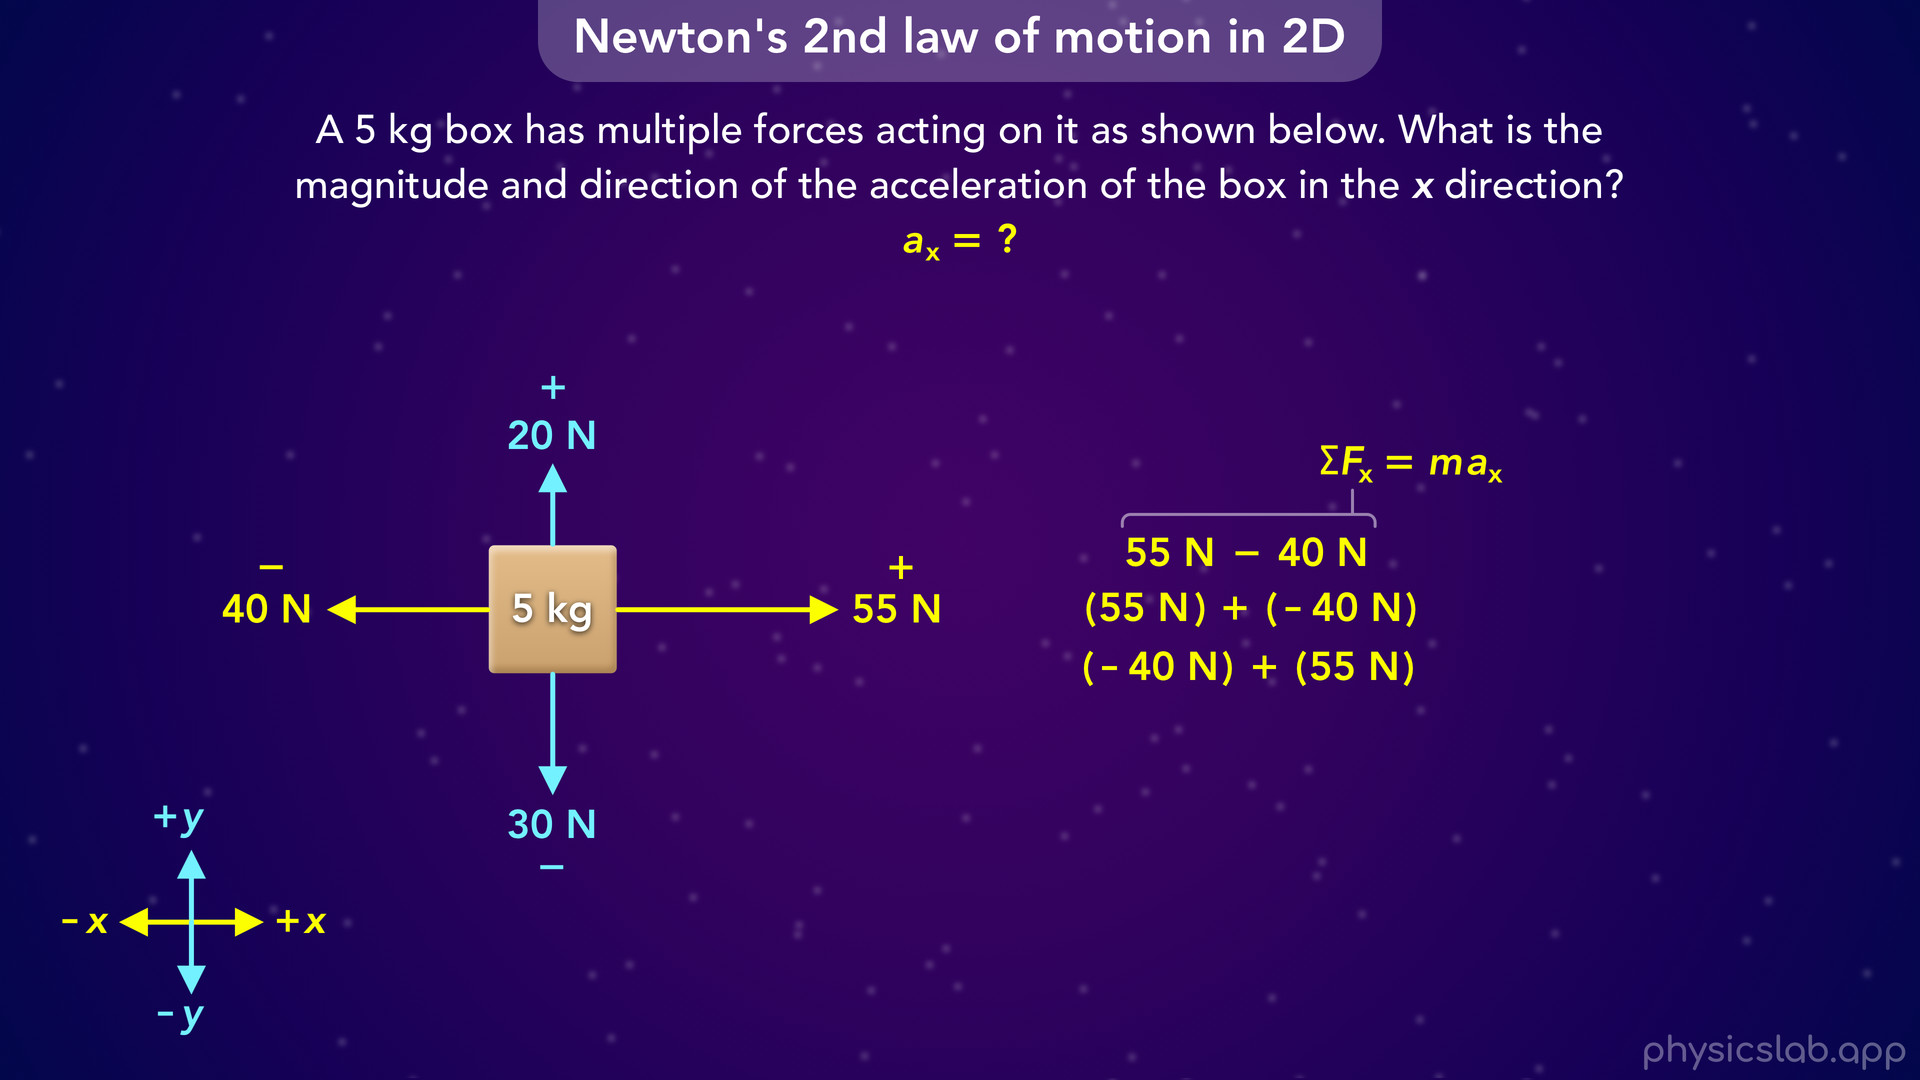 Newton's 2nd law of motion in 2D
A 5 kg box has multiple forces acting on it as shown below. What is the
magnitude and direction of the acceleration of the box in the x direction?
aₓ = ?
+
20 N
ΣFₓ = maₓ
55 N – 40 N
–
40 N
5 kg
+
55 N
(55 N) + (– 40 N)
(– 40 N) + (55 N)
30 N
–
+y
– x
+x
– y
physicslab.app